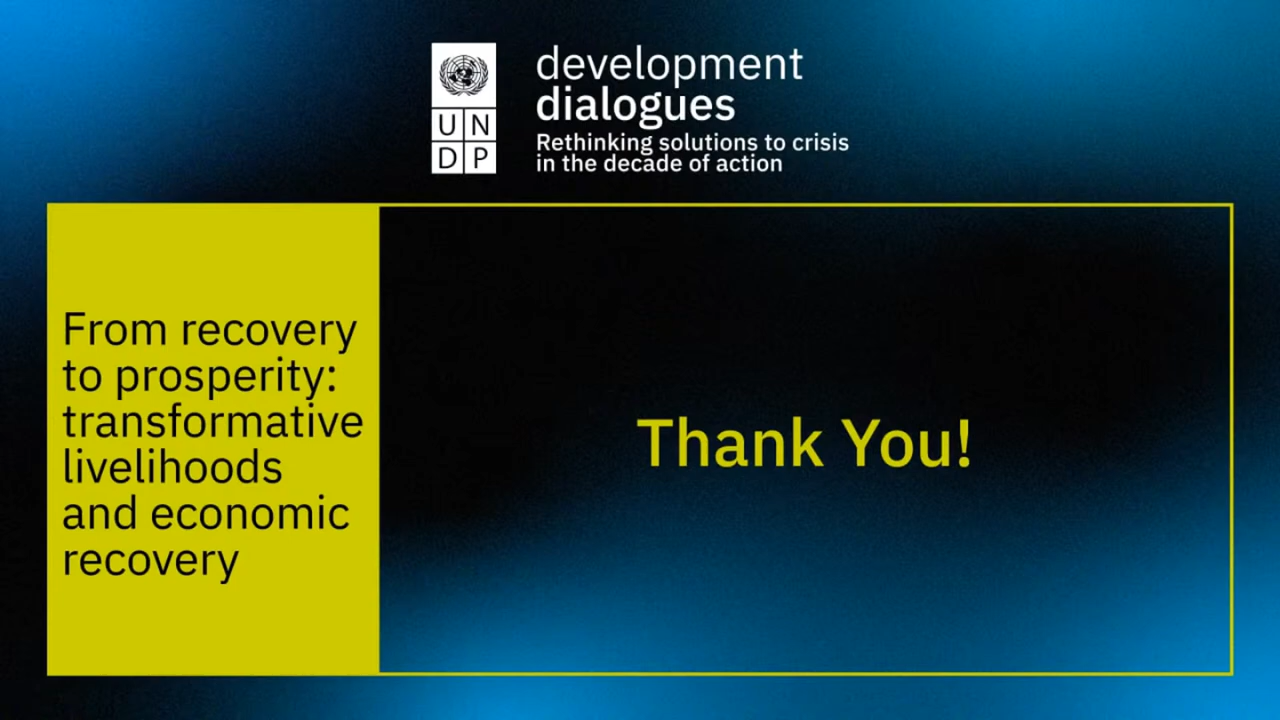 U N
D P
development
dialogues
Rethinking solutions to crisis
in the decade of action
From recovery
to prosperity:
transformative
livelihoods
and economic
recovery
Thank You!